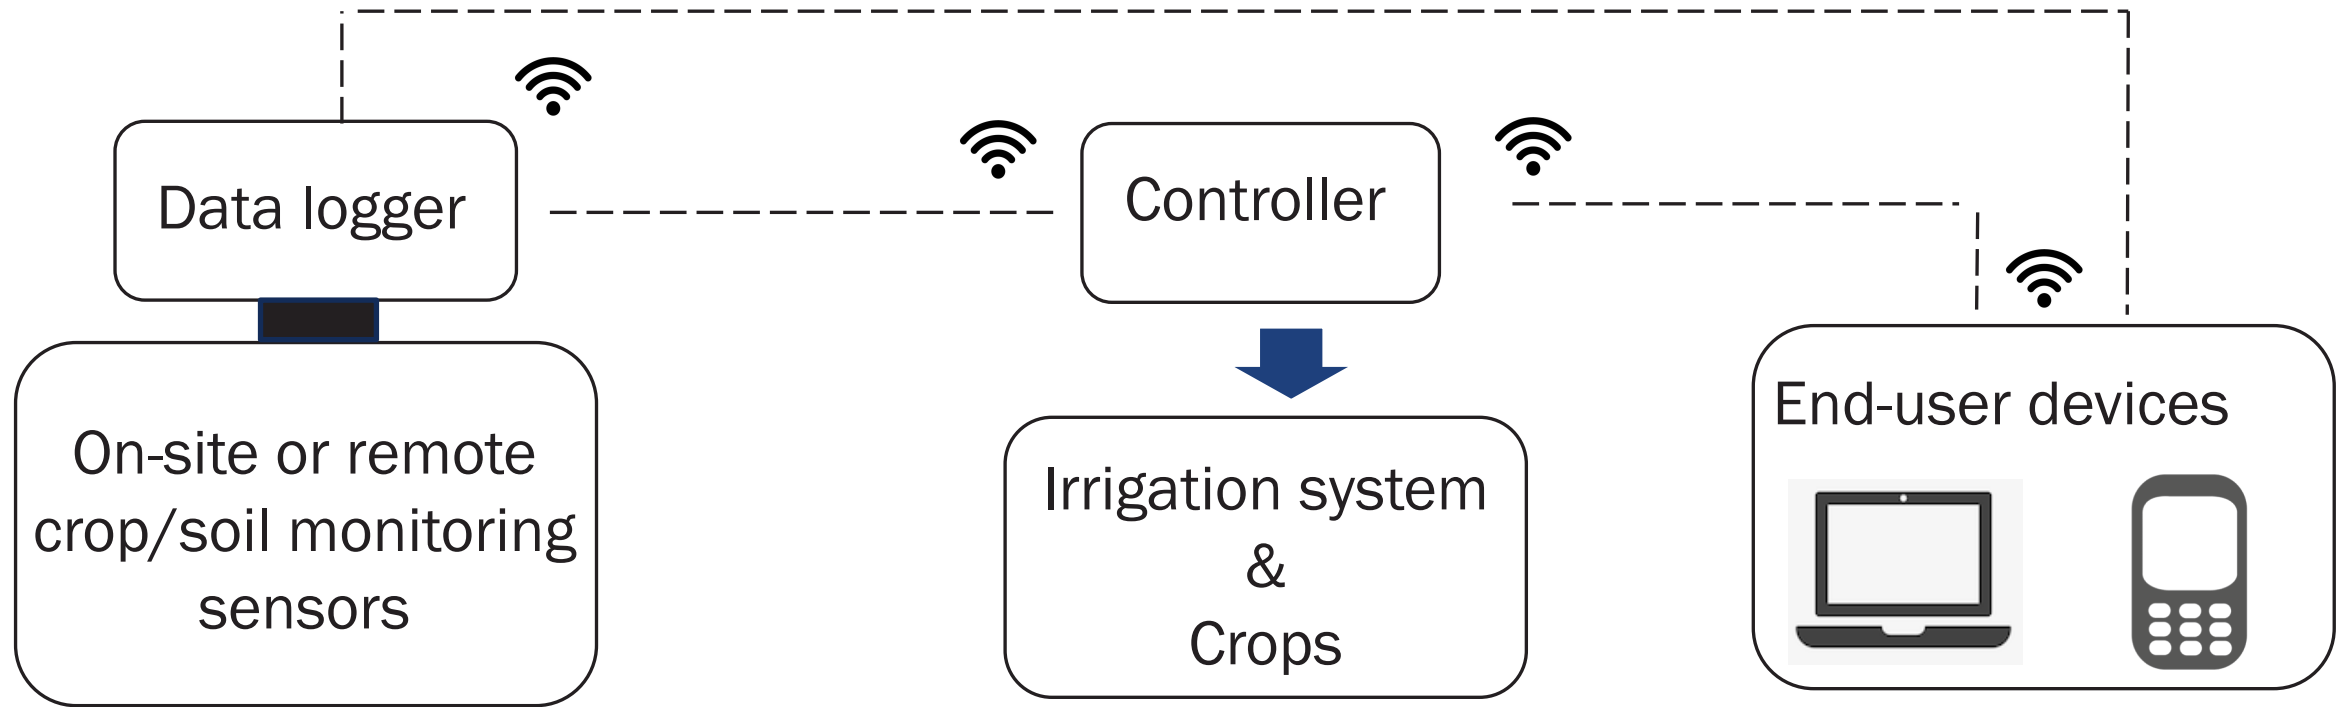 Data logger
Controller
On-site or remote
crop/soil monitoring
sensors
Irrigation system
&
Crops
End-user devices